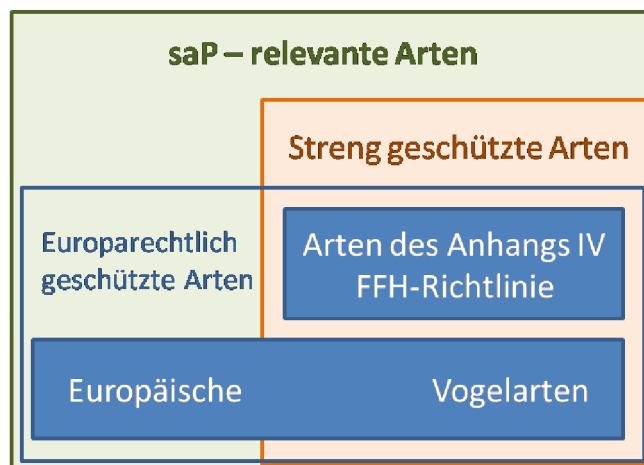 saP – relevante Arten
Streng geschützte Arten
Europarechtlich
geschützte Arten
Arten des Anhangs IV
FFH-Richtlinie
Europäische Vogelarten